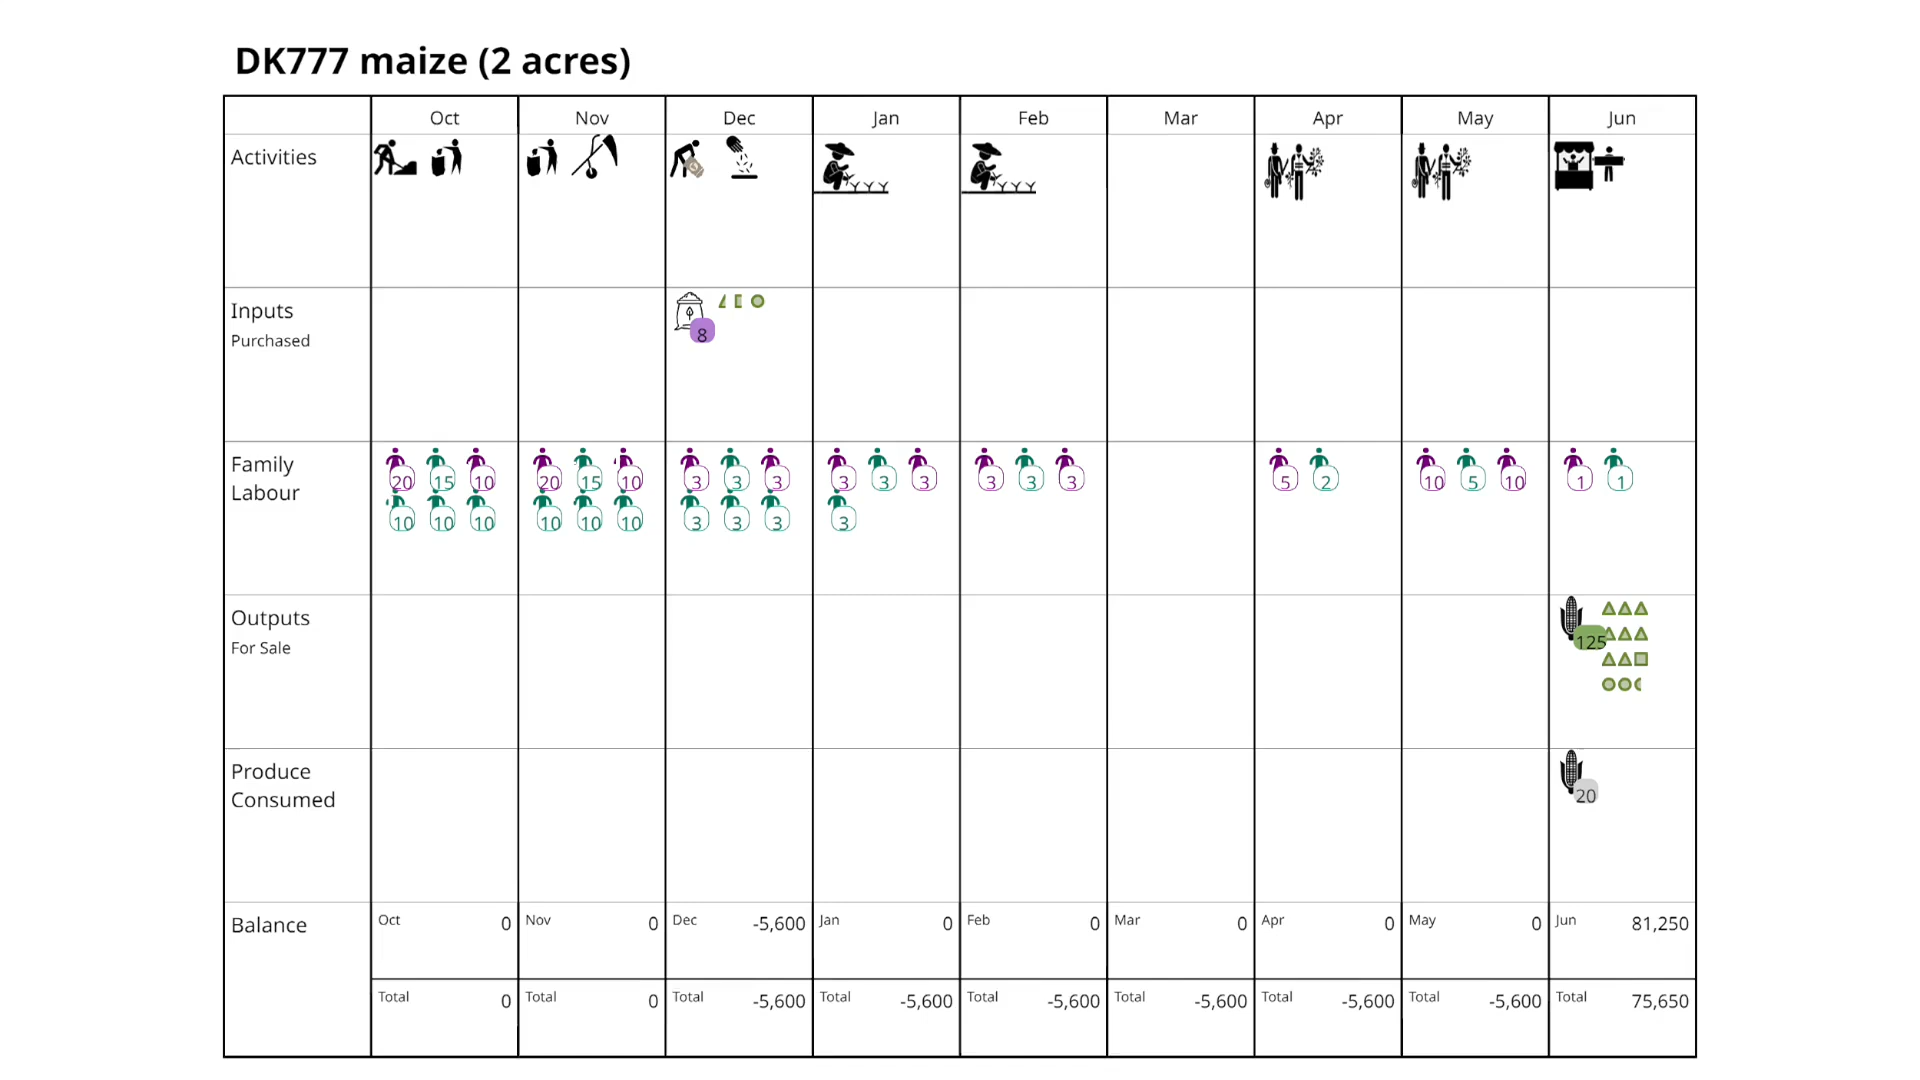 DK777 maize (2 acres)
Oct Nov Dec Jan Feb Mar Apr May Jun
Activities
Inputs
Purchased
8
Family
Labour
20 15 10 20 15 10 3 3 3 3 3 3 3 3 3 5 2 10 5 10 1 1
10 10 10 10 10 10 3 3 3 3
Outputs
For Sale
125
Produce
Consumed
20
Balance
Oct 0 Nov 0 Dec -5,600 Jan 0 Feb 0 Mar 0 Apr 0 May 0 Jun 81,250
Total 0 Total 0 Total -5,600 Total -5,600 Total -5,600 Total -5,600 Total -5,600 Total -5,600 Total 75,650